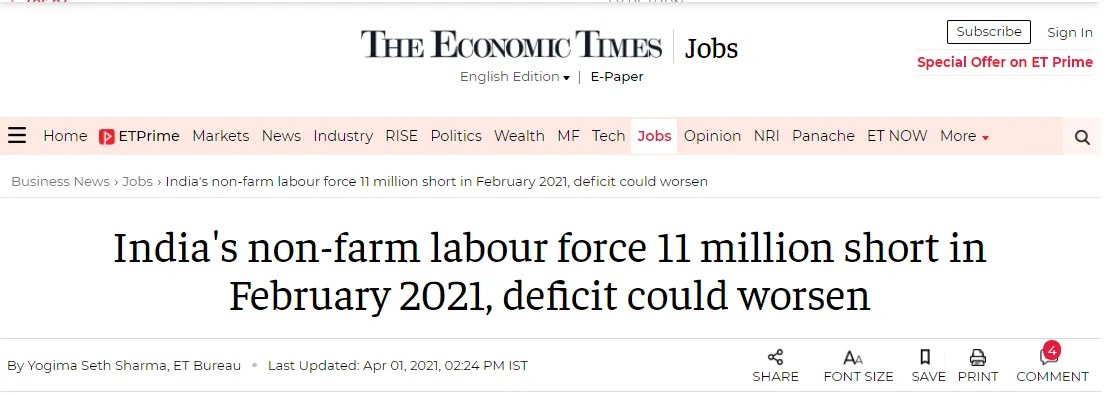 THE ECONOMIC TIMES | Jobs
Subscribe Sign In
English Edition | E-Paper
Special Offer on ET Prime
Home ETPrime Markets News Industry RISE Politics Wealth MF Tech Jobs Opinion NRI Panache ET NOW More
Business News › Jobs › India's non-farm labour force 11 million short in February 2021, deficit could worsen
India's non-farm labour force 11 million short in
February 2021, deficit could worsen
By Yogima Seth Sharma, ET Bureau • Last Updated: Apr 01, 2021, 02:24 PM IST
4
SHARE FONT SIZE SAVE PRINT COMMENT